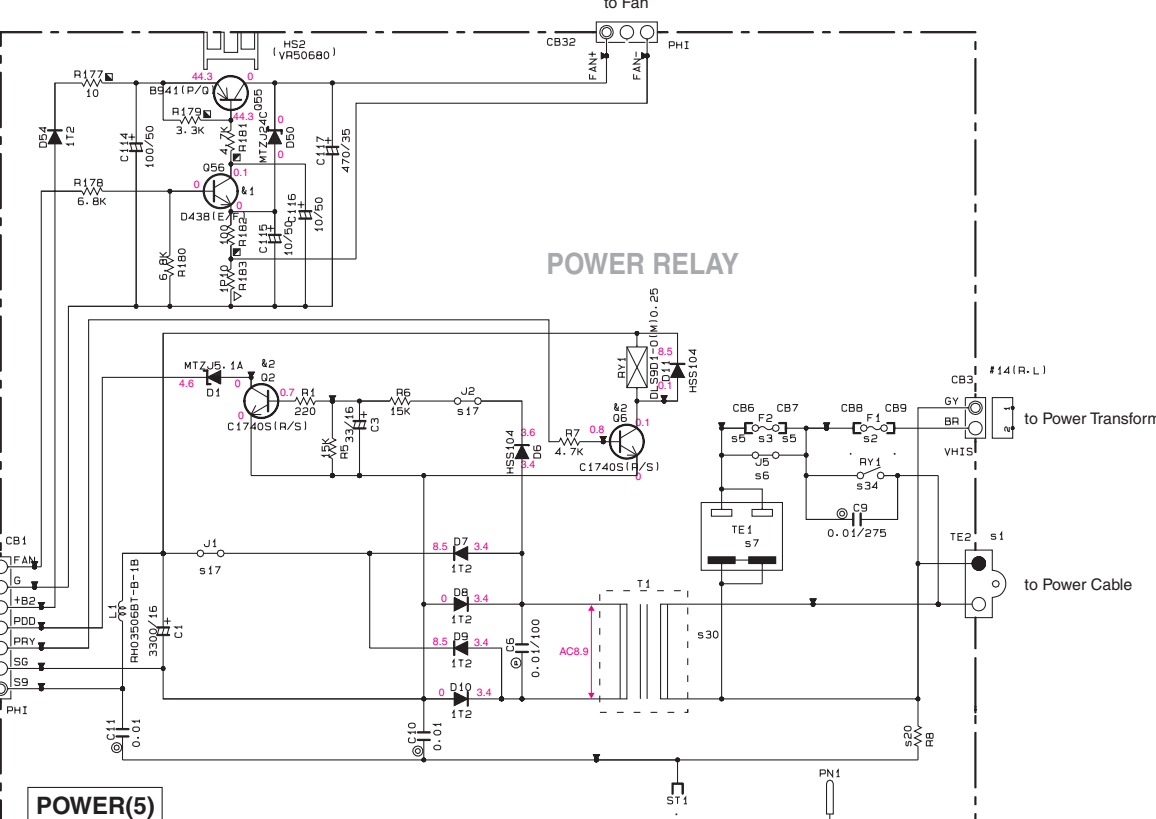 to Fan
CB32
PHI
FAN+
FAN-
HS2
(VR50680)
R177
10
44.3
0
B941(P/Q)
Q55
44.3
R179
3.3K
4.7K
R181
MTZJ24C
D50
0
0
C117
470/35
D54
1T2
C114
100/50
Q56
0
0.1
&1
0
D438(E/F)
R178
6.8K
100
R182
C115
10/50
C116
10/50
6.8K
R180
1P10
R183
POWER RELAY
MTZJ5.1A
4.6
D1
0
&2
Q2
0.7
0
C1740S(R/S)
R1
220
R6
15K
J2
s17
15K
R5
33/16
C3
HSS104
3.6
3.4
D6
R7
4.7K
0.8
&2
Q6
0.1
C1740S(R/S)
0
RY1
DLS9D1-O(M)0.25
8.5
0.1
D11
HSS104
#14(R.L)
CB3
GY
BR
1
2
VHIS
to Power Transform
CB6
F2
CB7
s5
s3
s5
CB8
F1
CB9
s2
J5
s6
RY1
s34
C9
0.01/275
TE1
s7
TE2
s1
to Power Cable
CB1
FAN
G
+B2
PDD
PRY
SG
S9
PHI
J1
s17
L1
RH03506BT-B-1B
3300/16
C1
8.5
D7
3.4
1T2
0
D8
3.4
1T2
8.5
D9
3.4
1T2
0
D10
3.4
1T2
C6
0.01/100
AC8.9
T1
s30
C11
0.01
C10
0.01
s20
R8
ST1
PN1
POWER(5)